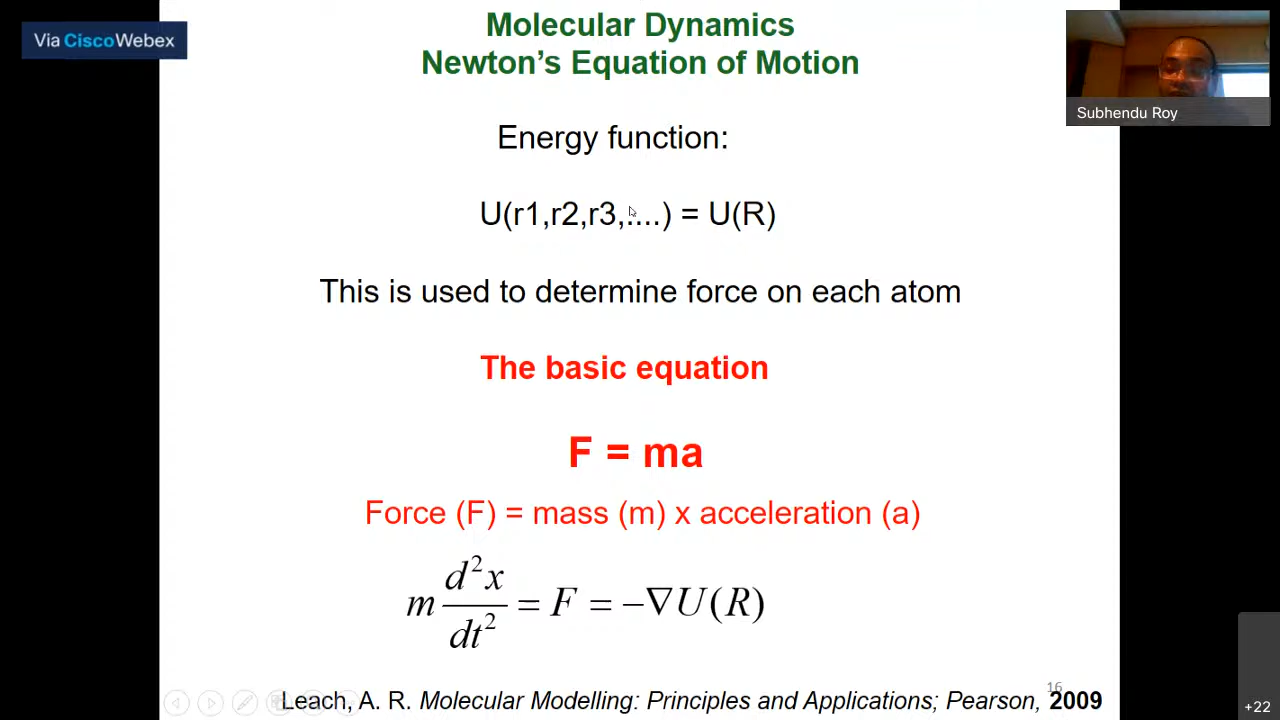 Via Cisco Webex
Molecular Dynamics
Newton's Equation of Motion
Subhendu Roy
Energy function:
U(r1,r2,r3,....) = U(R)
This is used to determine force on each atom
The basic equation
F = ma
Force (F) = mass (m) x acceleration (a)
m d²x/dt² = F = −∇U(R)
16
Leach, A. R. Molecular Modelling: Principles and Applications; Pearson, 2009
+22